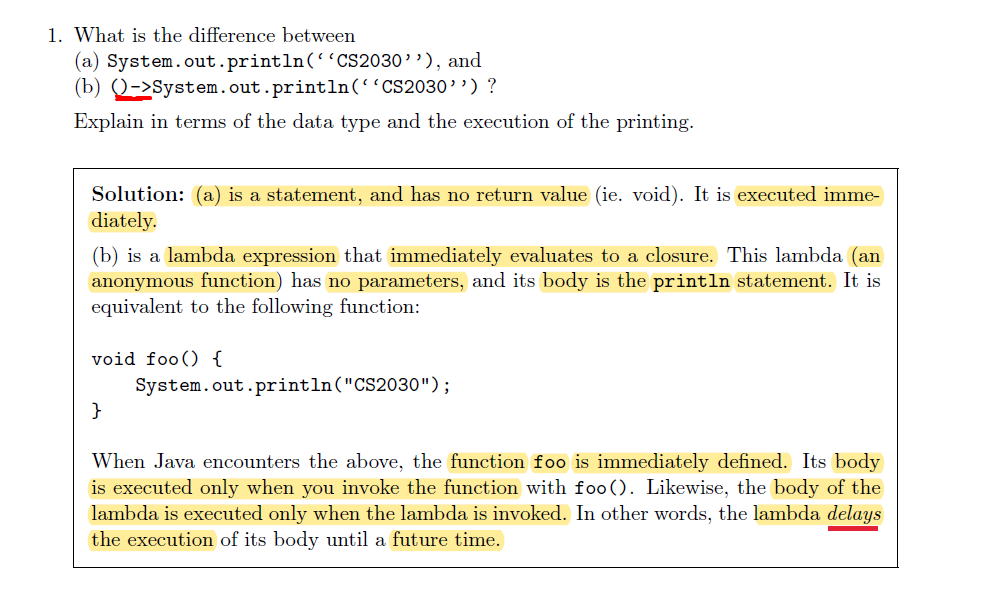 1. What is the difference between
(a) System.out.println(‘‘CS2030’’), and
(b) ()->System.out.println(‘‘CS2030’’) ?
Explain in terms of the data type and the execution of the printing.
Solution: (a) is a statement, and has no return value (ie. void). It is executed imme-
diately.
(b) is a lambda expression that immediately evaluates to a closure. This lambda (an
anonymous function) has no parameters, and its body is the println statement. It is
equivalent to the following function:
void foo() {
    System.out.println("CS2030");
}
When Java encounters the above, the function foo is immediately defined. Its body
is executed only when you invoke the function with foo(). Likewise, the body of the
lambda is executed only when the lambda is invoked. In other words, the lambda delays
the execution of its body until a future time.